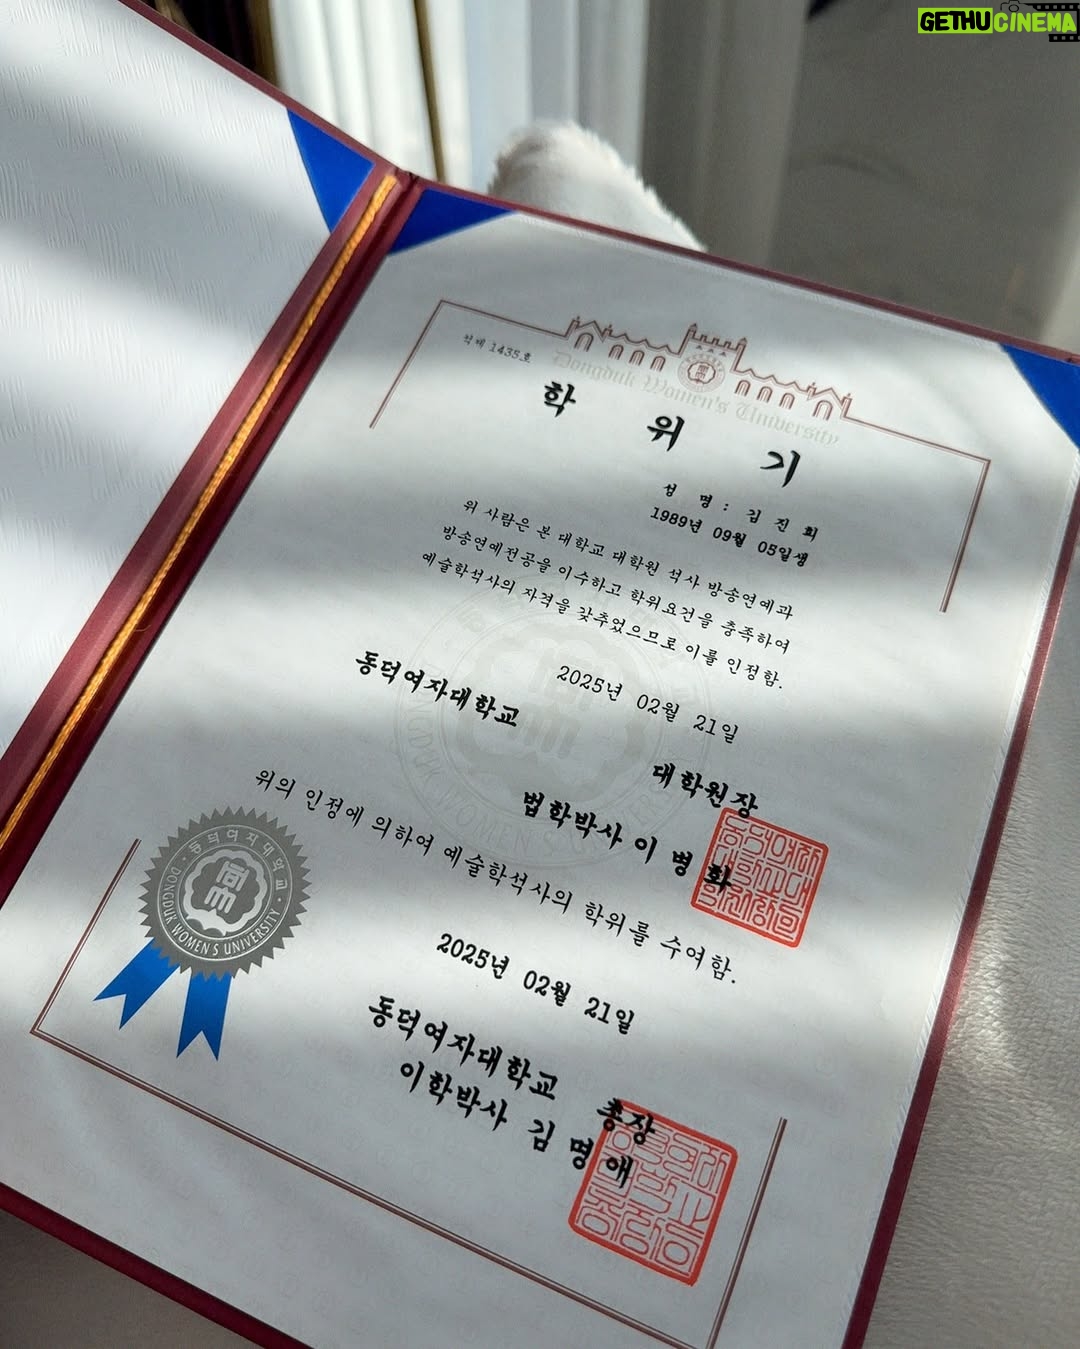 GETHUCINEMA
석제 1435호
Dongduk Women's University
학 위 기
성 명 : 김 진 희
1989년 09월 05일생
위 사람은 본 대학교 대학원 석사 방송연예과
방송연예전공을 이수하고 학위요건을 충족하여
예술학석사의 자격을 갖추었으므로 이를 인정함.
2025년 02월 21일
동덕여자대학교
대학원장
법학박사 이 병 화
위의 인정에 의하여 예술학석사의 학위를 수여함.
동덕여자대학교
DONGDUK WOMEN'S UNIVERSITY
2025년 02월 21일
동덕여자대학교 총장
이학박사 김 명 애